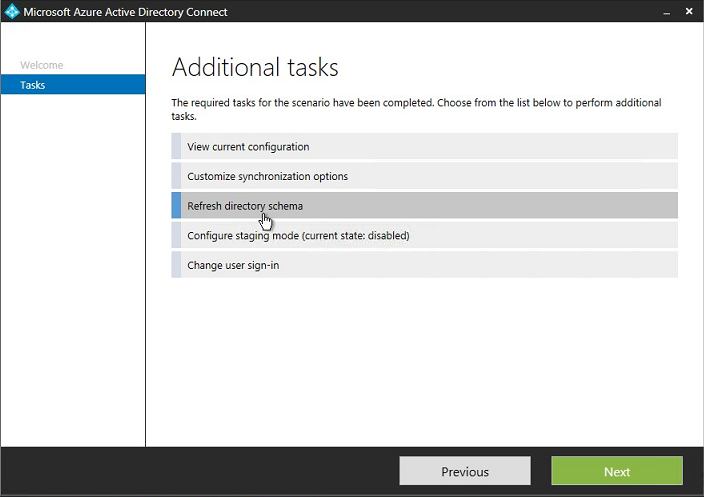 Microsoft Azure Active Directory Connect
Welcome
Tasks
Additional tasks
The required tasks for the scenario have been completed. Choose from the list below to perform additional
tasks.
View current configuration
Customize synchronization options
Refresh directory schema
Configure staging mode (current state: disabled)
Change user sign-in
Previous
Next